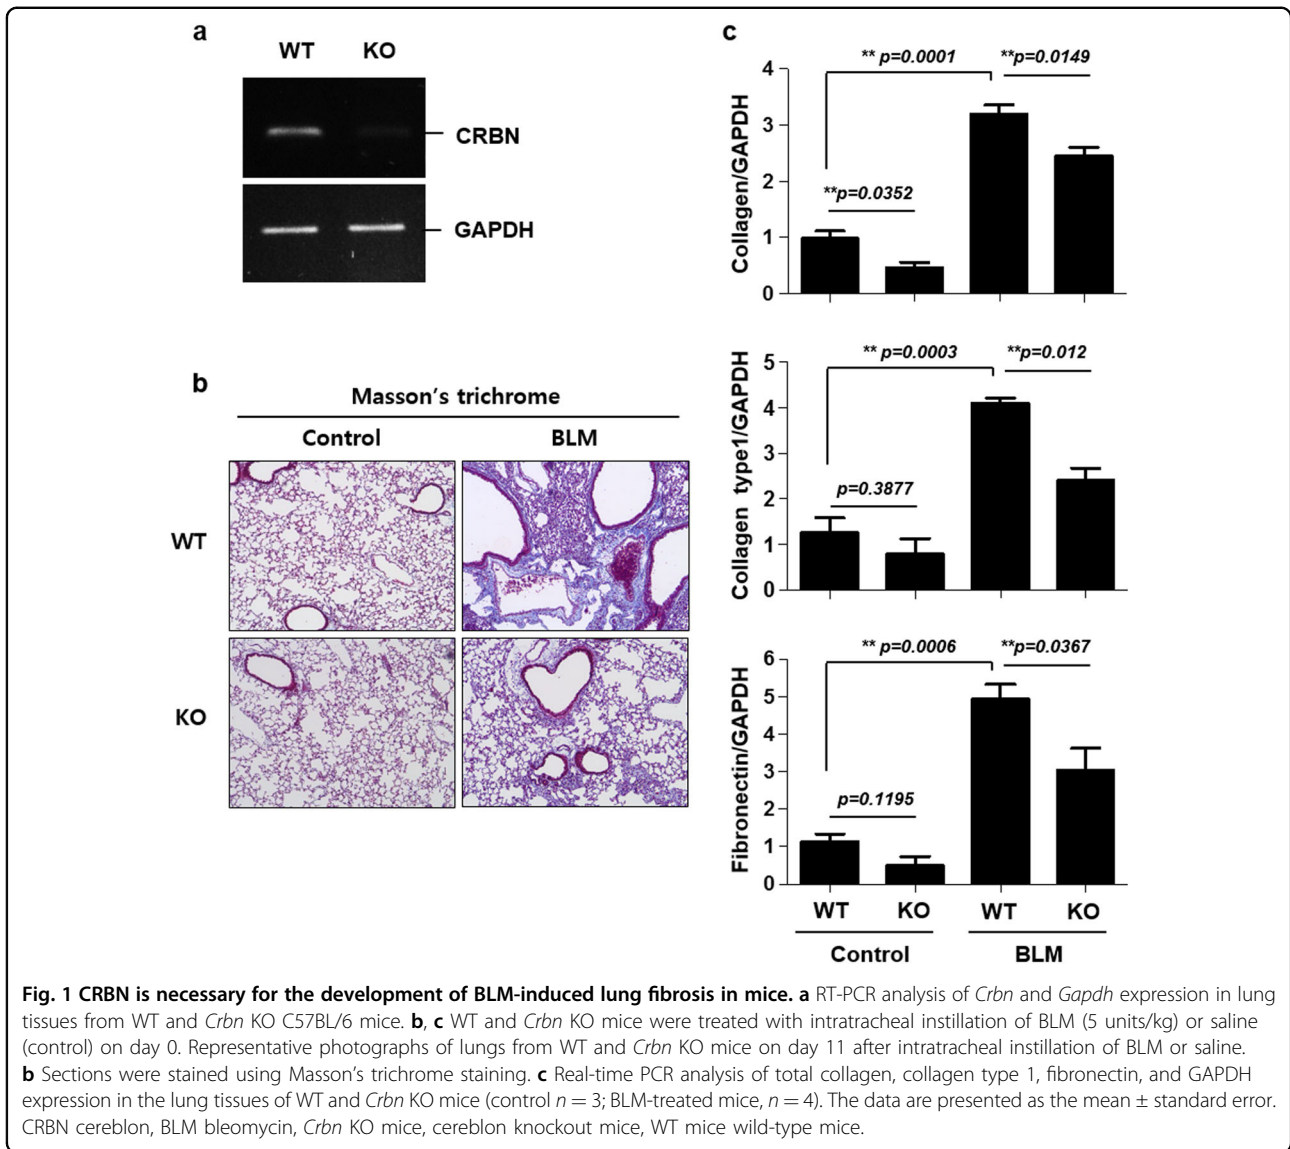 a
WT KO
CRBN
GAPDH
b
Masson's trichrome
Control BLM
WT
KO
c
** p=0.0001 **p=0.0149
**p=0.0352
Collagen/GAPDH
4
3
2
1
0
** p=0.0003 **p=0.012
p=0.3877
Collagen type1/GAPDH
5
4
3
2
1
0
** p=0.0006 **p=0.0367
p=0.1195
Fibronectin/GAPDH
6
5
4
3
2
1
0
WT KO WT KO
Control BLM
Fig. 1 CRBN is necessary for the development of BLM-induced lung fibrosis in mice. a RT-PCR analysis of Crbn and Gapdh expression in lung
tissues from WT and Crbn KO C57BL/6 mice. b, c WT and Crbn KO mice were treated with intratracheal instillation of BLM (5 units/kg) or saline
(control) on day 0. Representative photographs of lungs from WT and Crbn KO mice on day 11 after intratracheal instillation of BLM or saline.
b Sections were stained using Masson's trichrome staining. c Real-time PCR analysis of total collagen, collagen type 1, fibronectin, and GAPDH
expression in the lung tissues of WT and Crbn KO mice (control n = 3; BLM-treated mice, n = 4). The data are presented as the mean ± standard error.
CRBN cereblon, BLM bleomycin, Crbn KO mice, cereblon knockout mice, WT mice wild-type mice.